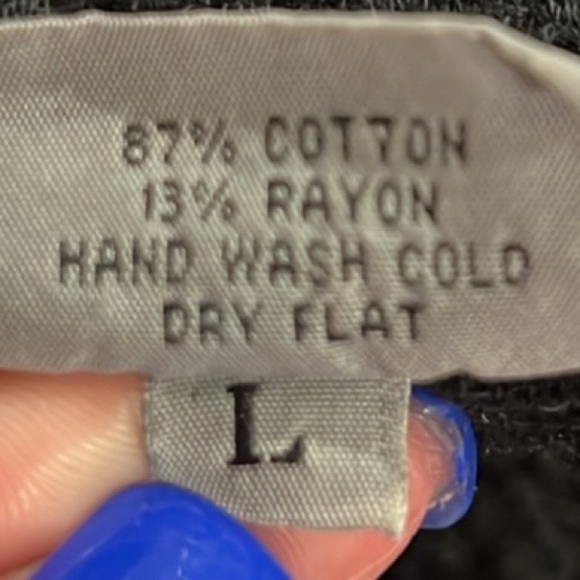 87% COTTON
13% RAYON
HAND WASH COLD
DRY FLAT
L